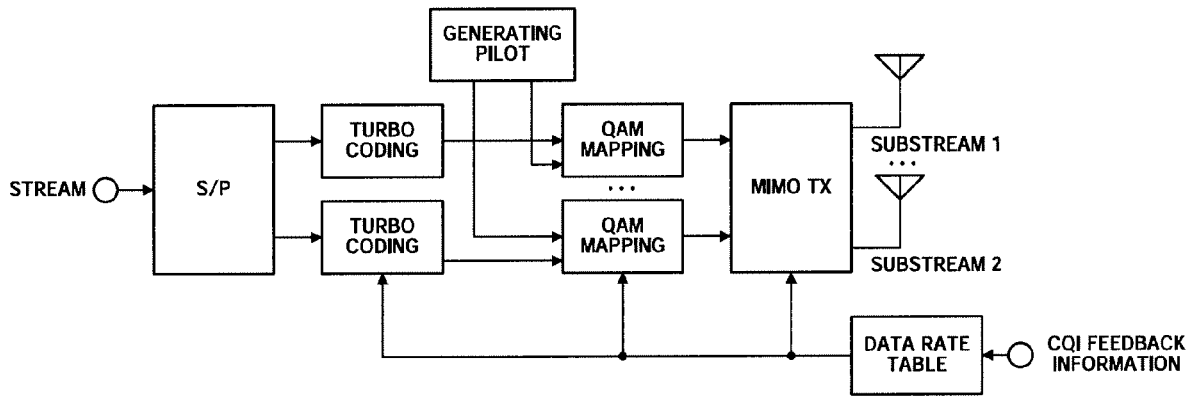 GENERATING
PILOT
STREAM
S/P
TURBO
CODING
QAM
MAPPING
MIMO TX
SUBSTREAM 1
...
...
TURBO
CODING
QAM
MAPPING
SUBSTREAM 2
DATA RATE
TABLE
CQI FEEDBACK
INFORMATION